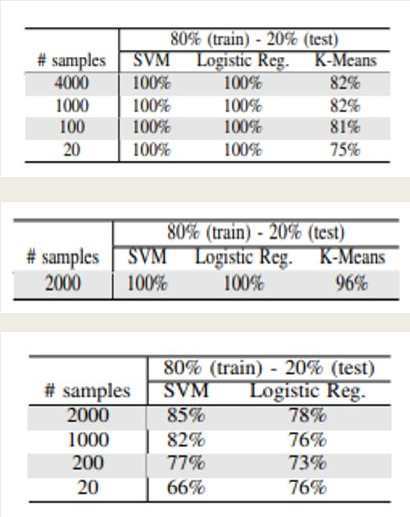 80% (train) - 20% (test)
# samples SVM Logistic Reg. K-Means
4000 100% 100% 82%
1000 100% 100% 82%
100 100% 100% 81%
20 100% 100% 75%
80% (train) - 20% (test)
# samples SVM Logistic Reg. K-Means
2000 100% 100% 96%
80% (train) - 20% (test)
# samples SVM Logistic Reg.
2000 85% 78%
1000 82% 76%
200 77% 73%
20 66% 76%